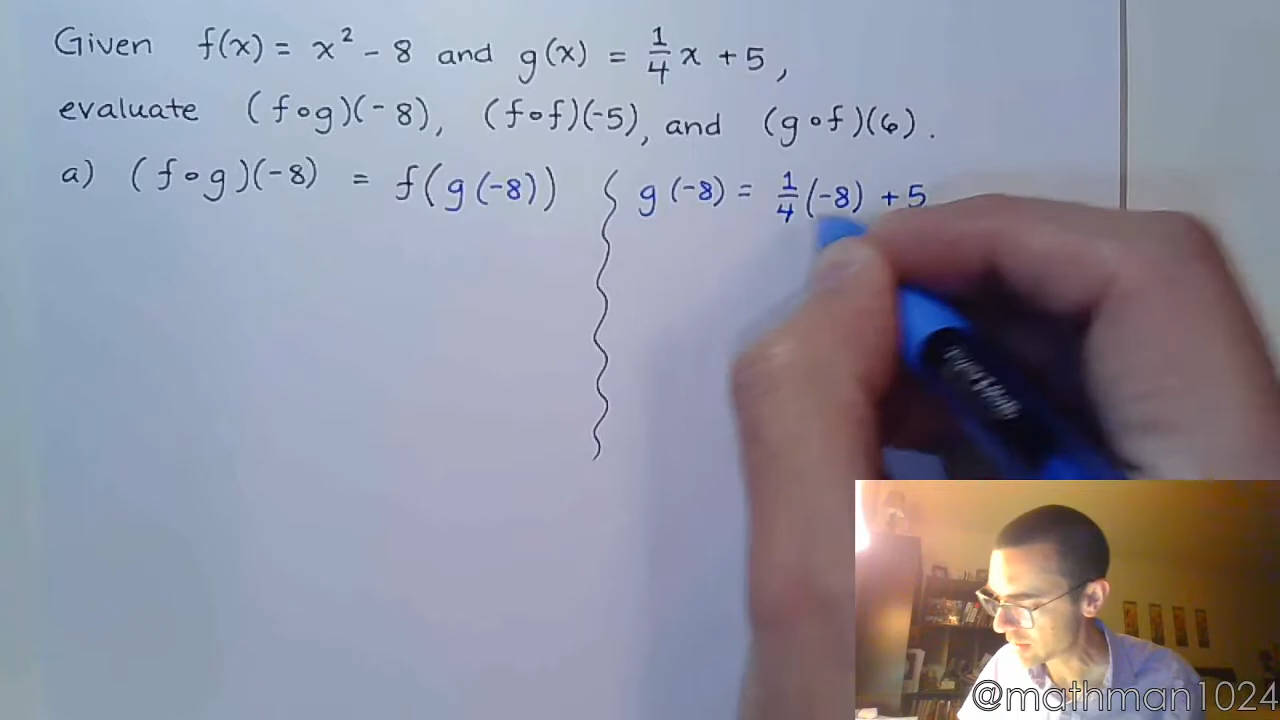 Given f(x) = x² - 8 and g(x) = 1/4 x + 5,
evaluate (f∘g)(-8), (f∘f)(-5), and (g∘f)(6).
a) (f∘g)(-8) = f(g(-8)) g(-8) = 1/4 (-8) + 5
@mathman1024